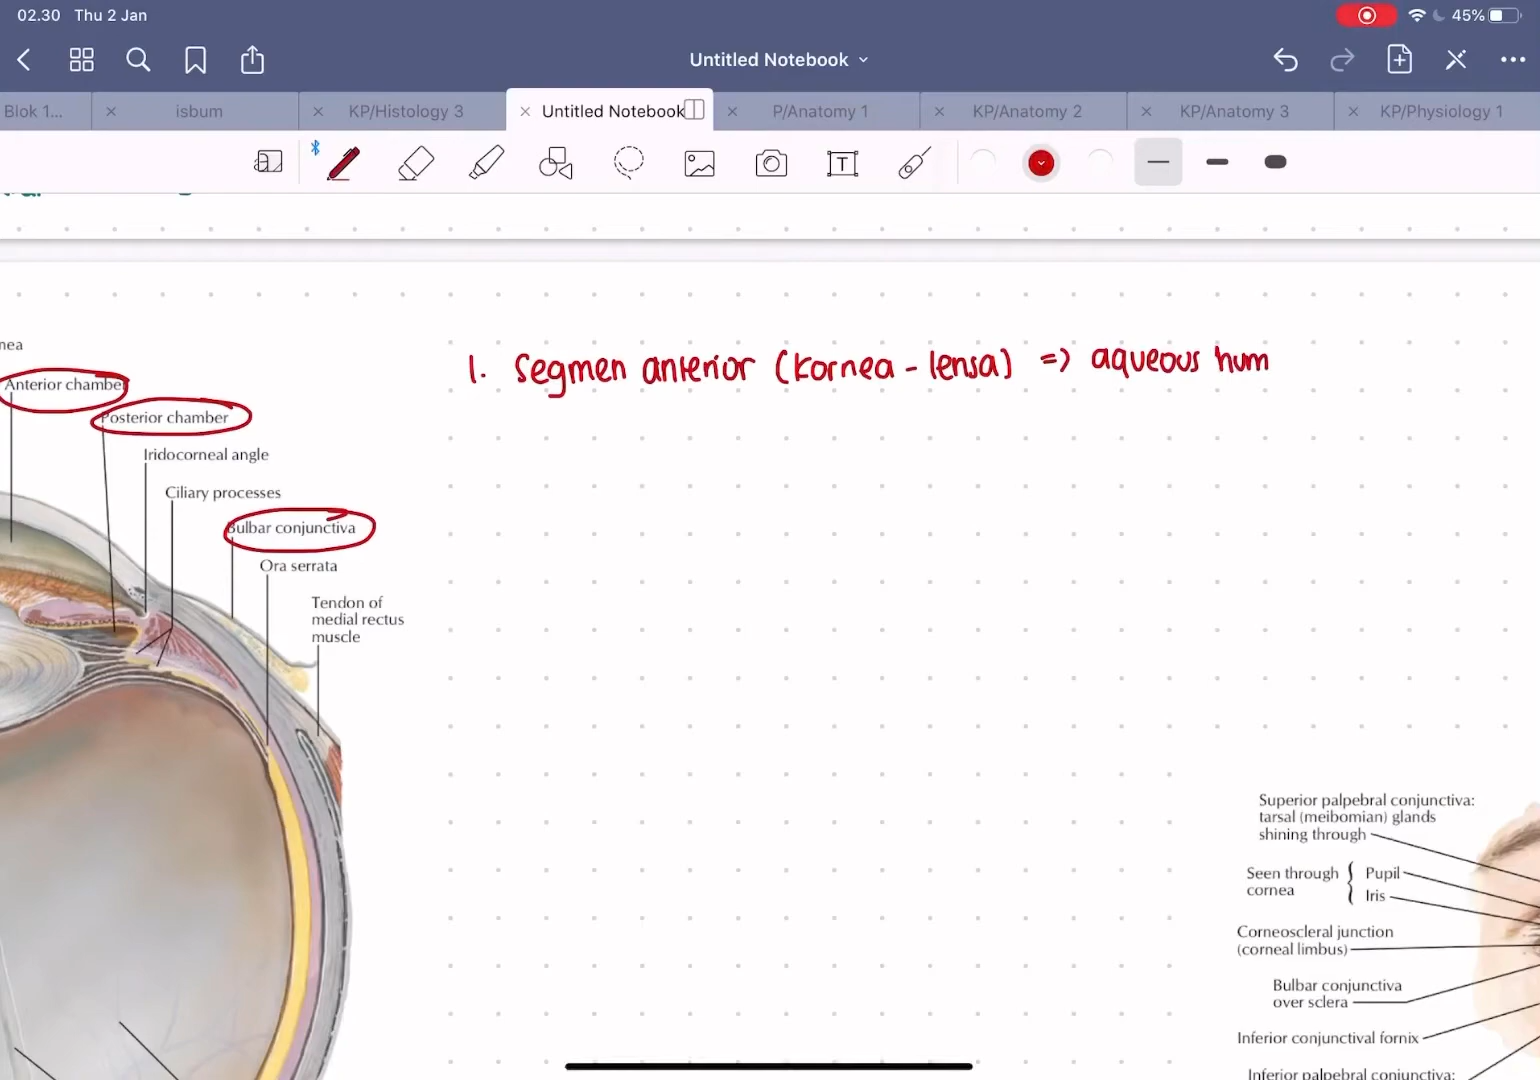 02.30 Thu 2 Jan
45%
Untitled Notebook
Blok 1...
isbum
KP/Histology 3
Untitled Notebook
P/Anatomy 1
KP/Anatomy 2
KP/Anatomy 3
KP/Physiology 1
1. Segmen anterior (kornea - lensa) => aqueous hum
nea
Anterior chamber
Posterior chamber
Iridocorneal angle
Ciliary processes
Bulbar conjunctiva
Ora serrata
Tendon of
medial rectus
muscle
Superior palpebral conjunctiva:
tarsal (meibomian) glands
shining through
Seen through
cornea
Pupil
Iris
Corneoscleral junction
(corneal limbus)
Bulbar conjunctiva
over sclera
Inferior conjunctival fornix
Inferior palpebral conjunctiva: